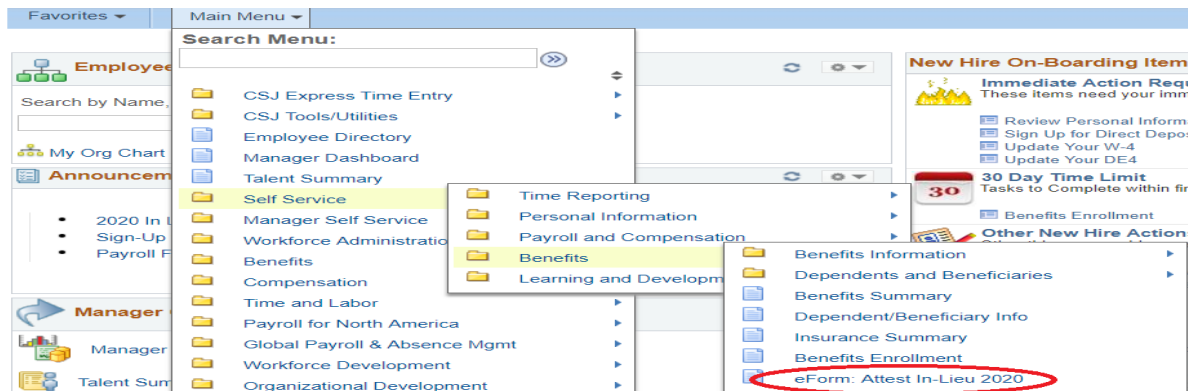 Favorites Main Menu
Search Menu:
Employee
Search by Name,
My Org Chart
Announcem
2020 In L
Sign-Up
Payroll F
Manager
Manager
Talent Sum
CSJ Express Time Entry
CSJ Tools/Utilities
Employee Directory
Manager Dashboard
Talent Summary
Self Service
Manager Self Service
Workforce Administratio
Benefits
Compensation
Time and Labor
Payroll for North America
Global Payroll & Absence Mgmt
Workforce Development
Organizational Development
Time Reporting
Personal Information
Payroll and Compensation
Benefits
Learning and Developm
Benefits Information
Dependents and Beneficiaries
Benefits Summary
Dependent/Beneficiary Info
Insurance Summary
Benefits Enrollment
eForm: Attest In-Lieu 2020
New Hire On-Boarding Item
Immediate Action Requ
These items need your imm
Review Personal Inform
Sign Up for Direct Depos
Update Your W-4
Update Your DE4
30
30 Day Time Limit
Tasks to Complete within fir
Benefits Enrollment
Other New Hire Actions